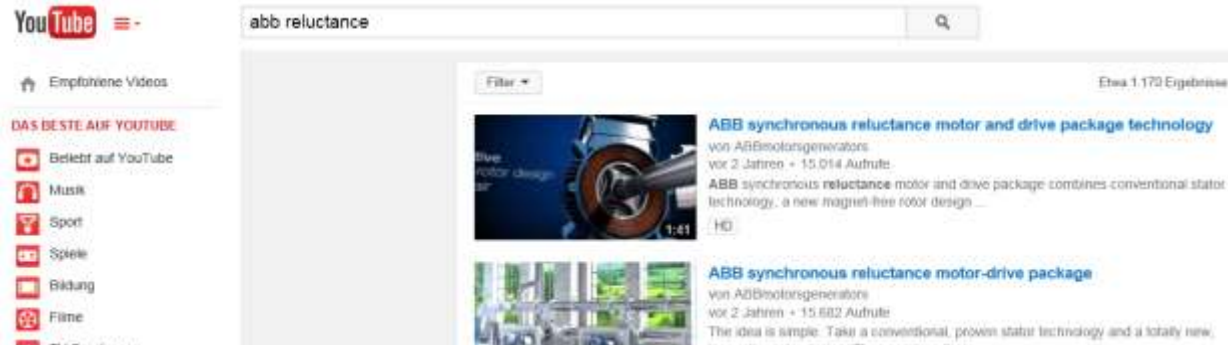 YouTube
abb reluctance
Empfohlene Videos
DAS BESTE AUF YOUTUBE
Beliebt auf YouTube
Musik
Sport
Spiele
Bildung
Filme
Filter
Etwa 1.170 Ergebnisse
rotor design
air
1:41
ABB synchronous reluctance motor and drive package technology
von ABBmotorsgenerators
vor 2 Jahren • 15.014 Aufrufe
ABB synchronous reluctance motor and drive package combines conventional stator
technology, a new magnet-free rotor design ...
HD
ABB synchronous reluctance motor-drive package
von ABBmotorsgenerators
vor 2 Jahren • 15.682 Aufrufe
The idea is simple. Take a conventional, proven stator technology and a totally new,